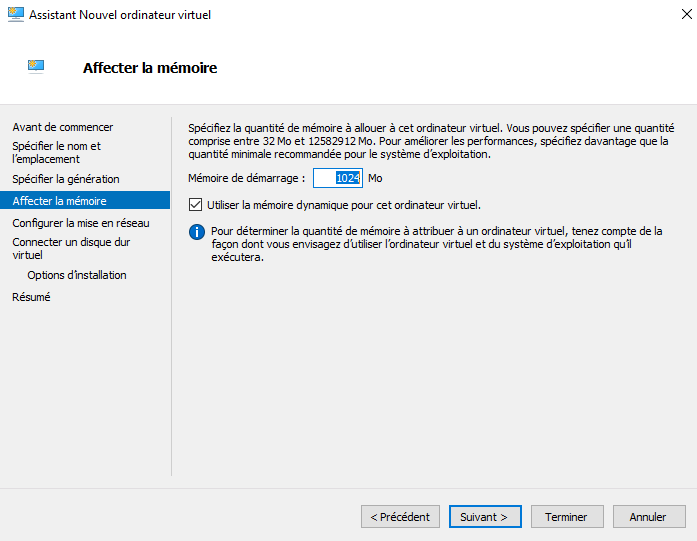 Assistant Nouvel ordinateur virtuel
Affecter la mémoire
Avant de commencer
Spécifier le nom et
l'emplacement
Spécifier la génération
Affecter la mémoire
Configurer la mise en réseau
Connecter un disque dur
virtuel
Options d'installation
Résumé
Spécifiez la quantité de mémoire à allouer à cet ordinateur virtuel. Vous pouvez spécifier une quantité
comprise entre 32 Mo et 12582912 Mo. Pour améliorer les performances, spécifiez davantage que la
quantité minimale recommandée pour le système d'exploitation.
Mémoire de démarrage : 1024 Mo
Utiliser la mémoire dynamique pour cet ordinateur virtuel.
Pour déterminer la quantité de mémoire à attribuer à un ordinateur virtuel, tenez compte de la
façon dont vous envisagez d'utiliser l'ordinateur virtuel et du système d'exploitation qu'il
exécutera.
< Précédent
Suivant >
Terminer
Annuler